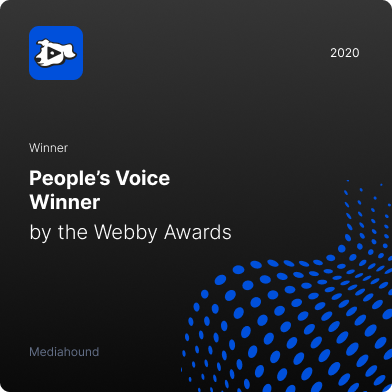 2020
Winner
People’s Voice
Winner
by the Webby Awards
Mediahound